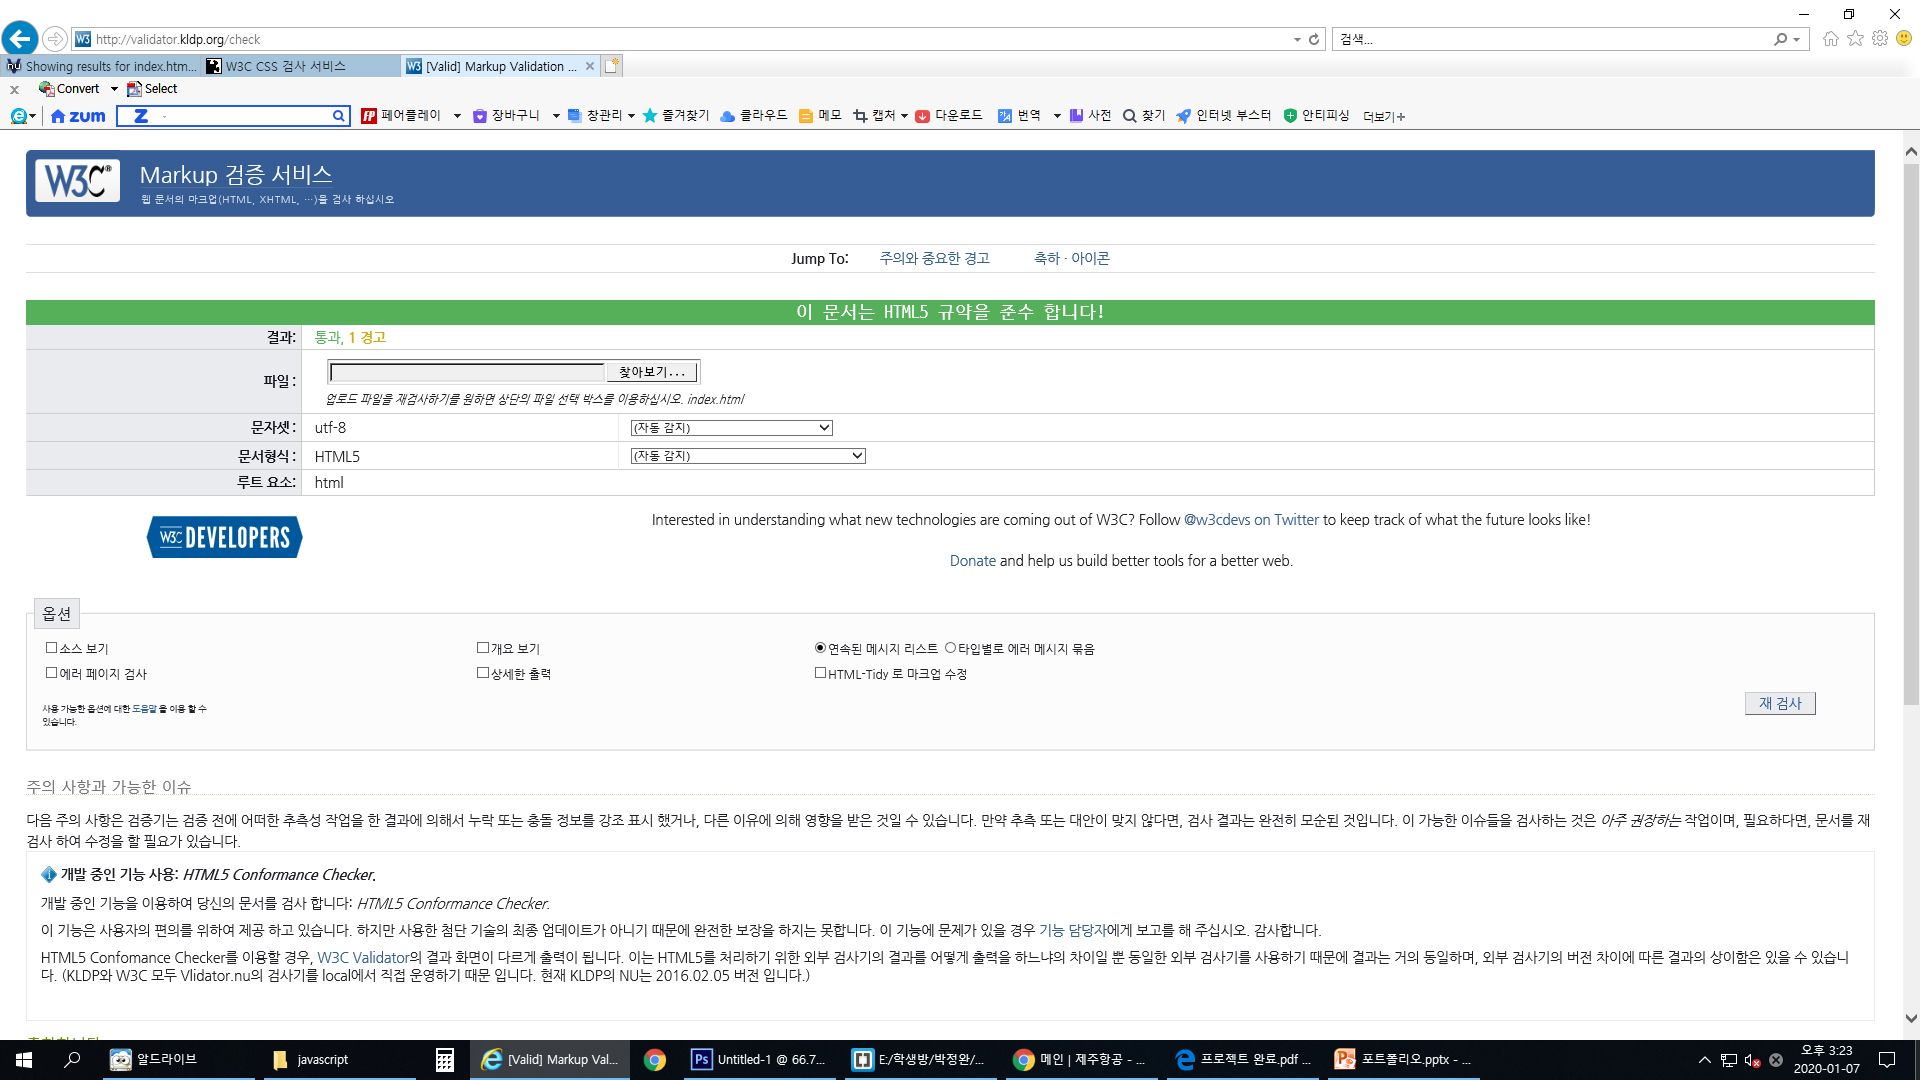 http://validator.kldp.org/check
검색...
Showing results for index.htm...
W3C CSS 검사 서비스
[Valid] Markup Validation ...
Convert
Select
zum
페어플레이
장바구니
창관리
즐겨찾기
클라우드
메모
캡처
다운로드
번역
사전
찾기
인터넷 부스터
안티피싱
더보기+
W3C®
Markup 검증 서비스
웹 문서의 마크업(HTML, XHTML, …)을 검사 하십시오
Jump To: 주의와 중요한 경고 축하 · 아이콘
이 문서는 HTML5 규약을 준수 합니다!
결과: 통과, 1 경고
파일 : 찾아보기...
업로드 파일을 재검사하기를 원하면 상단의 파일 선택 박스를 이용하십시오. index.html
문자셋 : utf-8 (자동 감지)
문서형식 : HTML5 (자동 감지)
루트 요소: html
W3C DEVELOPERS
Interested in understanding what new technologies are coming out of W3C? Follow @w3cdevs on Twitter to keep track of what the future looks like!
Donate and help us build better tools for a better web.
옵션
소스 보기 개요 보기 연속된 메시지 리스트 타입별로 에러 메시지 묶음
에러 페이지 검사 상세한 출력 HTML-Tidy 로 마크업 수정
사용 가능한 옵션에 대한 도움말 을 이용 할 수
있습니다.
재 검사
주의 사항과 가능한 이슈
다음 주의 사항은 검증기는 검증 전에 어떠한 추측성 작업을 한 결과에 의해서 누락 또는 충돌 정보를 강조 표시 했거나, 다른 이유에 의해 영향을 받은 것일 수 있습니다. 만약 추측 또는 대안이 맞지 않다면, 검사 결과는 완전히 모순된 것입니다. 이 가능한 이슈들을 검사하는 것은 아주 권장하는 작업이며, 필요하다면, 문서를 재
검사 하여 수정을 할 필요가 있습니다.
개발 중인 기능 사용: HTML5 Conformance Checker.
개발 중인 기능을 이용하여 당신의 문서를 검사 합니다: HTML5 Conformance Checker.
이 기능은 사용자의 편의를 위하여 제공 하고 있습니다. 하지만 사용한 첨단 기술의 최종 업데이트가 아니기 때문에 완전한 보장을 하지는 못합니다. 이 기능에 문제가 있을 경우 기능 담당자에게 보고를 해 주십시오. 감사합니다.
HTML5 Confomance Checker를 이용할 경우, W3C Validator의 결과 화면이 다르게 출력이 됩니다. 이는 HTML5를 처리하기 위한 외부 검사기의 결과를 어떻게 출력을 하느냐의 차이일 뿐 동일한 외부 검사기를 사용하기 때문에 결과는 거의 동일하며, 외부 검사기의 버전 차이에 따른 결과의 상이함은 있을 수 있습니
다. (KLDP와 W3C 모두 Vlidator.nu의 검사기를 local에서 직접 운영하기 때문 입니다. 현재 KLDP의 NU는 2016.02.05 버전 입니다.)
알드라이브
javascript
[Valid] Markup Val...
Untitled-1 @ 66.7...
E:/학생방/박정완/...
메인 | 제주항공 - ...
프로젝트 완료.pdf ...
포트폴리오.pptx - ...
오후 3:23
2020-01-07